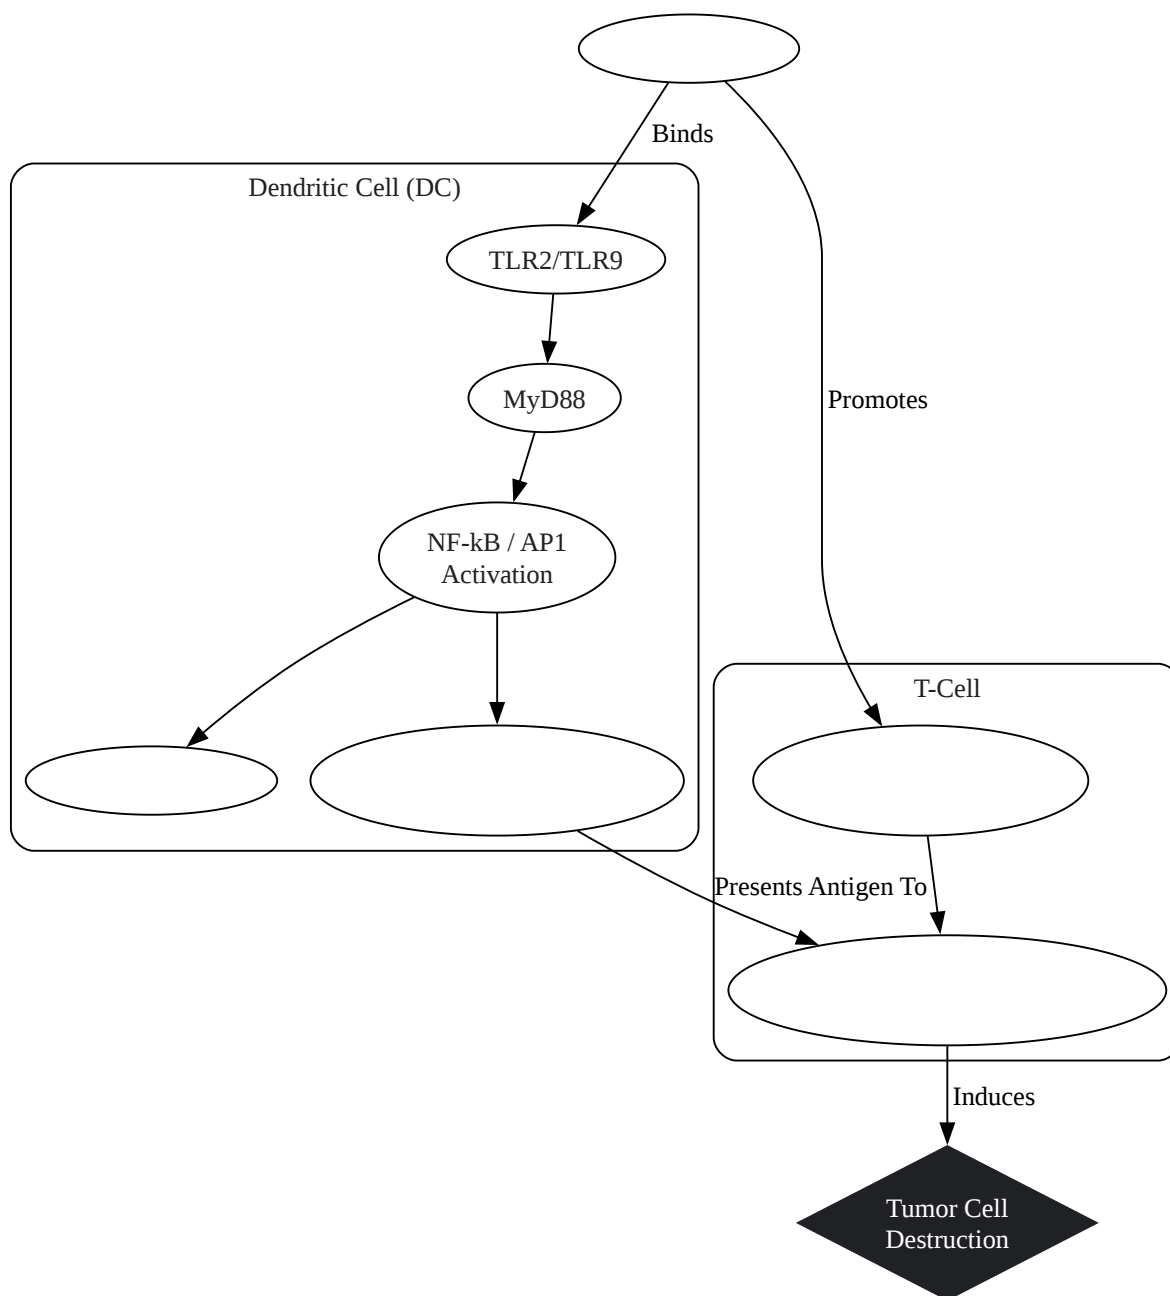 Binds
Dendritic Cell (DC)
TLR2/TLR9
MyD88
Promotes
NF-kB / AP1
Activation
T-Cell
Presents Antigen To
Induces
Tumor Cell
Destruction